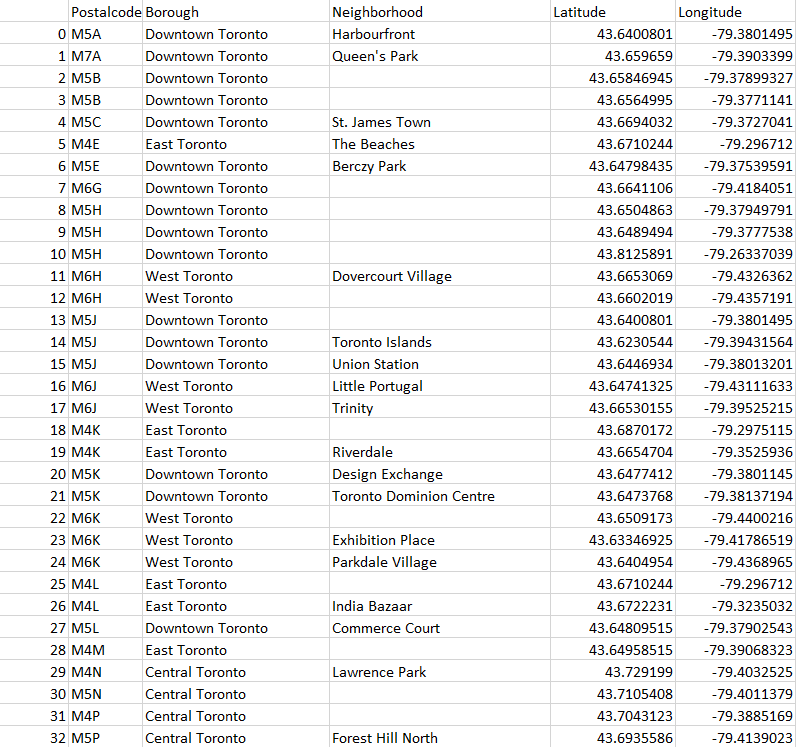 Postalcode Borough Neighborhood Latitude Longitude
0 M5A Downtown Toronto Harbourfront 43.6400801 -79.3801495
1 M7A Downtown Toronto Queen's Park 43.659659 -79.3903399
2 M5B Downtown Toronto 43.65846945 -79.37899327
3 M5B Downtown Toronto 43.6564995 -79.3771141
4 M5C Downtown Toronto St. James Town 43.6694032 -79.3727041
5 M4E East Toronto The Beaches 43.6710244 -79.296712
6 M5E Downtown Toronto Berczy Park 43.64798435 -79.37539591
7 M6G Downtown Toronto 43.6641106 -79.4184051
8 M5H Downtown Toronto 43.6504863 -79.37949791
9 M5H Downtown Toronto 43.6489494 -79.3777538
10 M5H Downtown Toronto 43.8125891 -79.26337039
11 M6H West Toronto Dovercourt Village 43.6653069 -79.4326362
12 M6H West Toronto 43.6602019 -79.4357191
13 M5J Downtown Toronto 43.6400801 -79.3801495
14 M5J Downtown Toronto Toronto Islands 43.6230544 -79.39431564
15 M5J Downtown Toronto Union Station 43.6446934 -79.38013201
16 M6J West Toronto Little Portugal 43.64741325 -79.43111633
17 M6J West Toronto Trinity 43.66530155 -79.39525215
18 M4K East Toronto 43.6870172 -79.2975115
19 M4K East Toronto Riverdale 43.6654704 -79.3525936
20 M5K Downtown Toronto Design Exchange 43.6477412 -79.3801145
21 M5K Downtown Toronto Toronto Dominion Centre 43.6473768 -79.38137194
22 M6K West Toronto 43.6509173 -79.4400216
23 M6K West Toronto Exhibition Place 43.63346925 -79.41786519
24 M6K West Toronto Parkdale Village 43.6404954 -79.4368965
25 M4L East Toronto 43.6710244 -79.296712
26 M4L East Toronto India Bazaar 43.6722231 -79.3235032
27 M5L Downtown Toronto Commerce Court 43.64809515 -79.37902543
28 M4M East Toronto 43.64958515 -79.39068323
29 M4N Central Toronto Lawrence Park 43.729199 -79.4032525
30 M5N Central Toronto 43.7105408 -79.4011379
31 M4P Central Toronto 43.7043123 -79.3885169
32 M5P Central Toronto Forest Hill North 43.6935586 -79.4139023